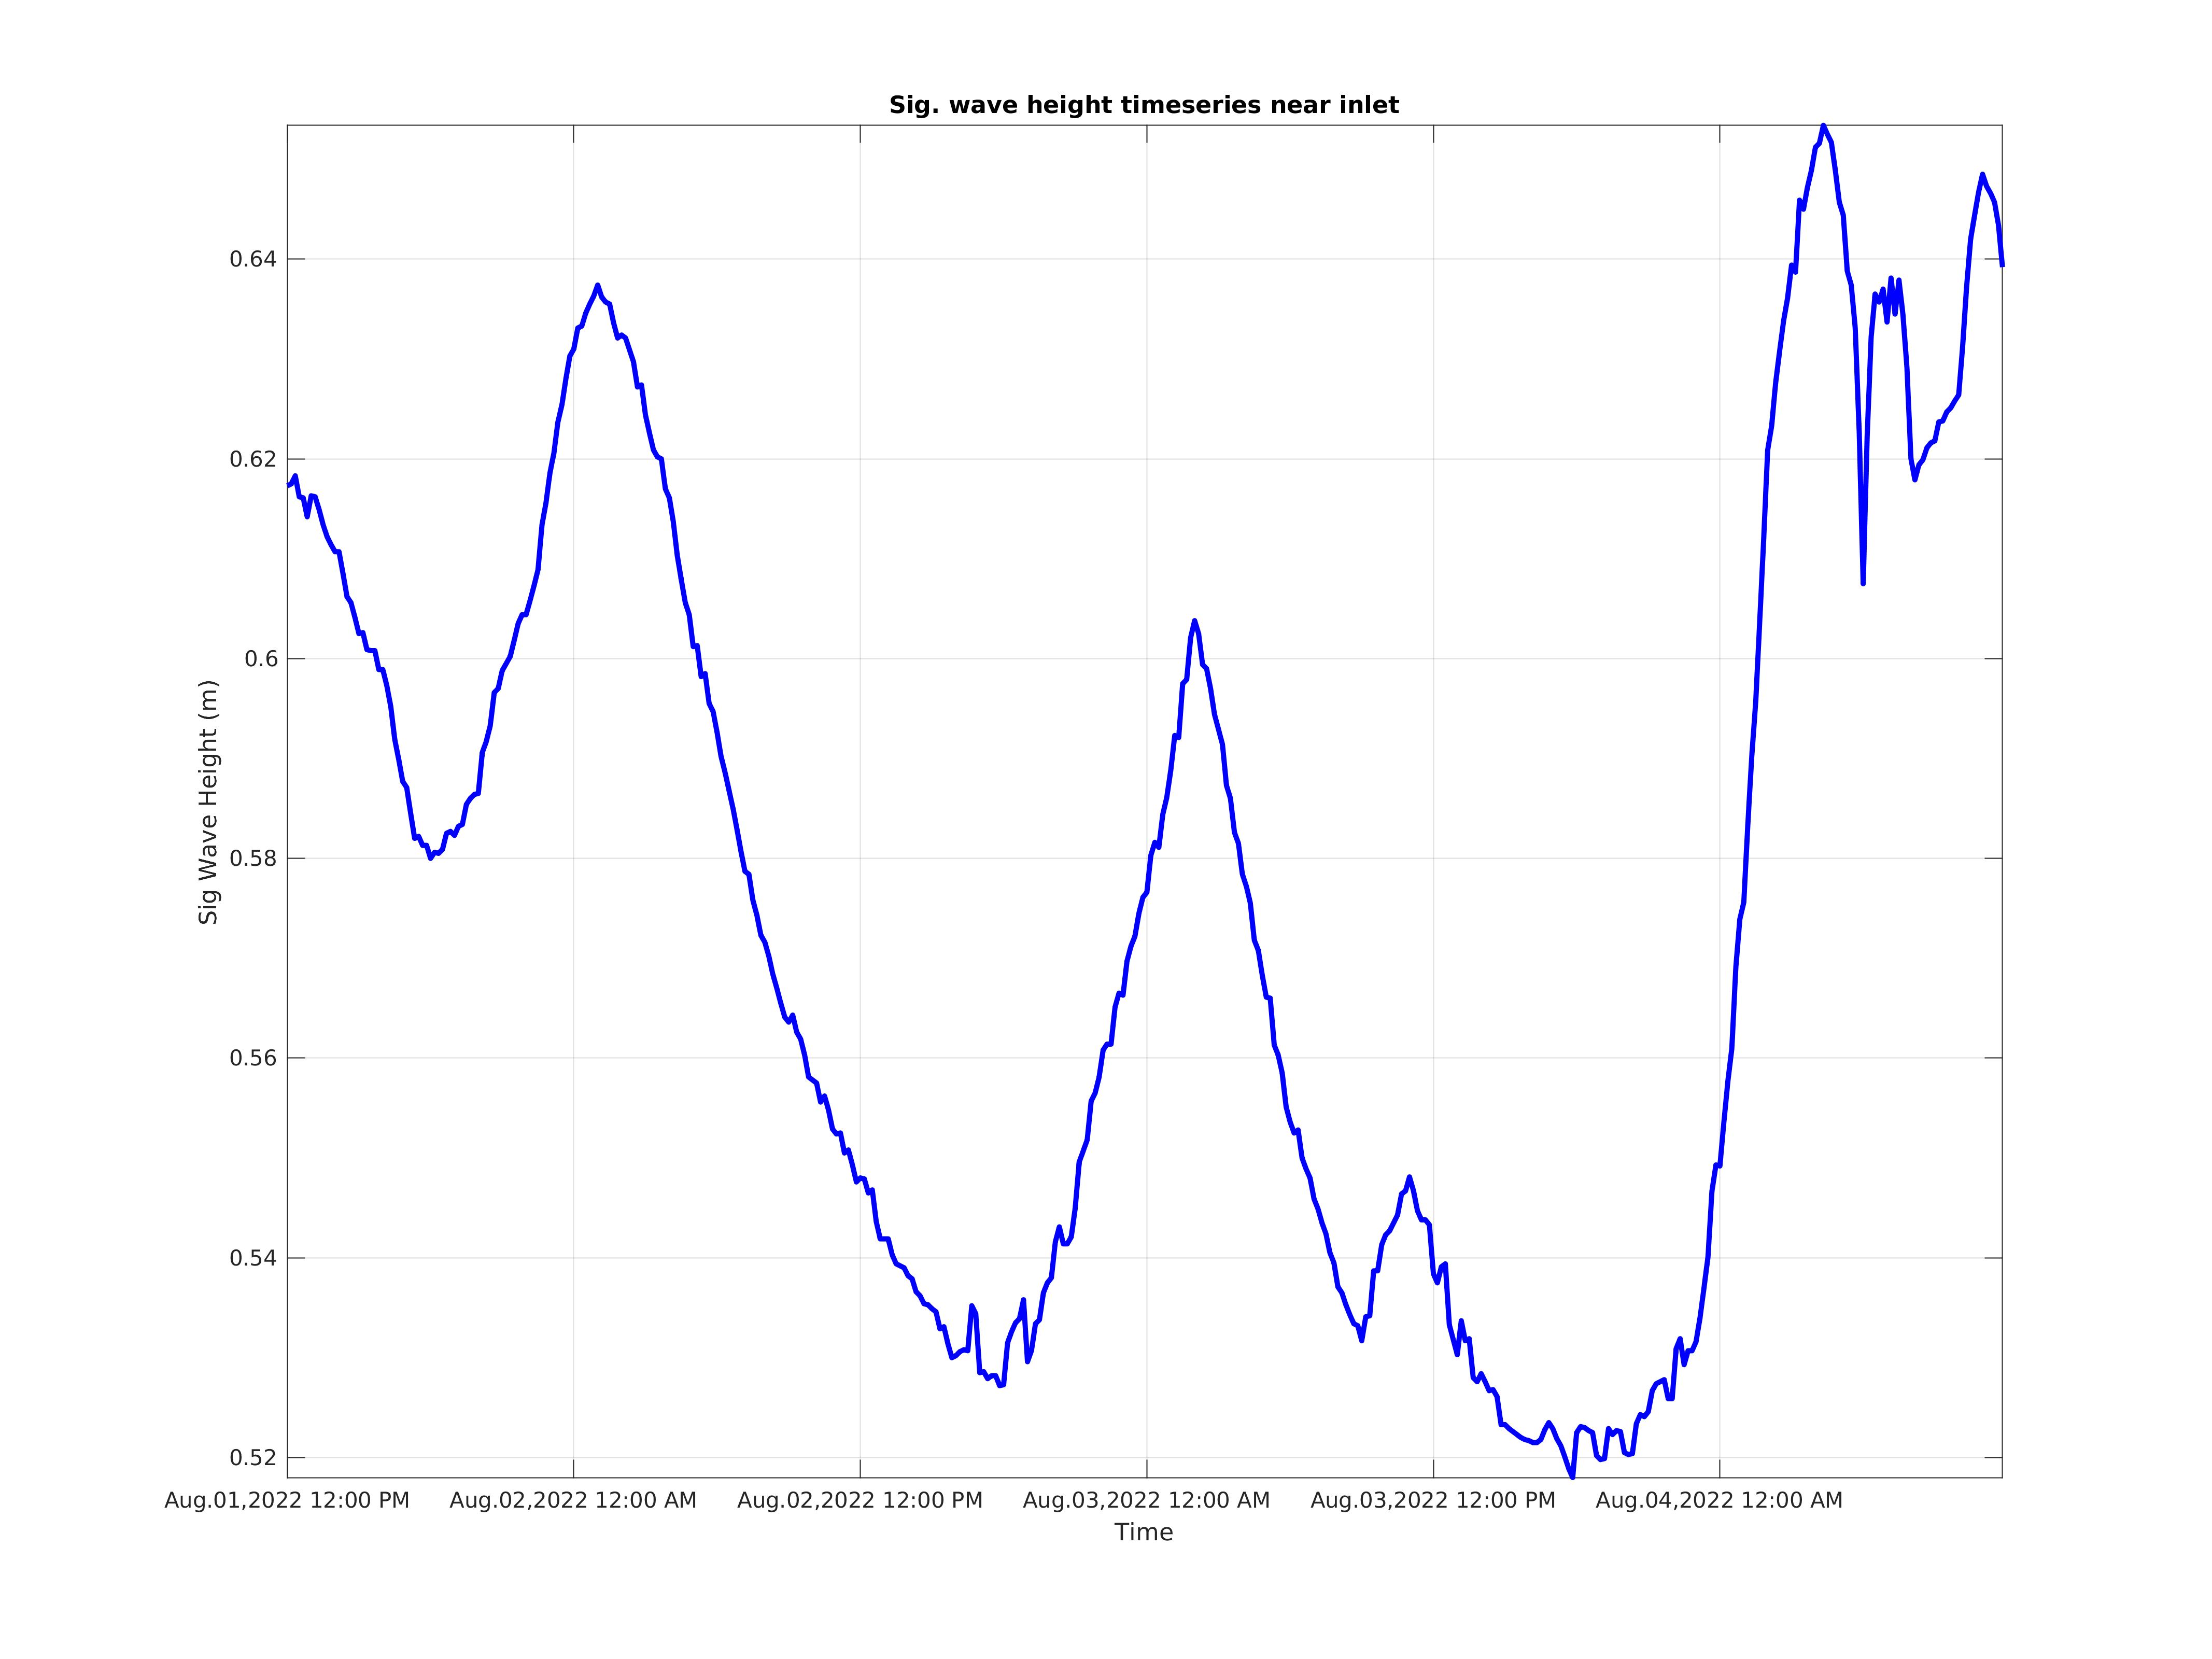 Sig. wave height timeseries near inlet
Sig Wave Height (m)
0.64
0.62
0.6
0.58
0.56
0.54
0.52
Aug.01,2022 12:00 PM Aug.02,2022 12:00 AM Aug.02,2022 12:00 PM Aug.03,2022 12:00 AM Aug.03,2022 12:00 PM Aug.04,2022 12:00 AM
Time